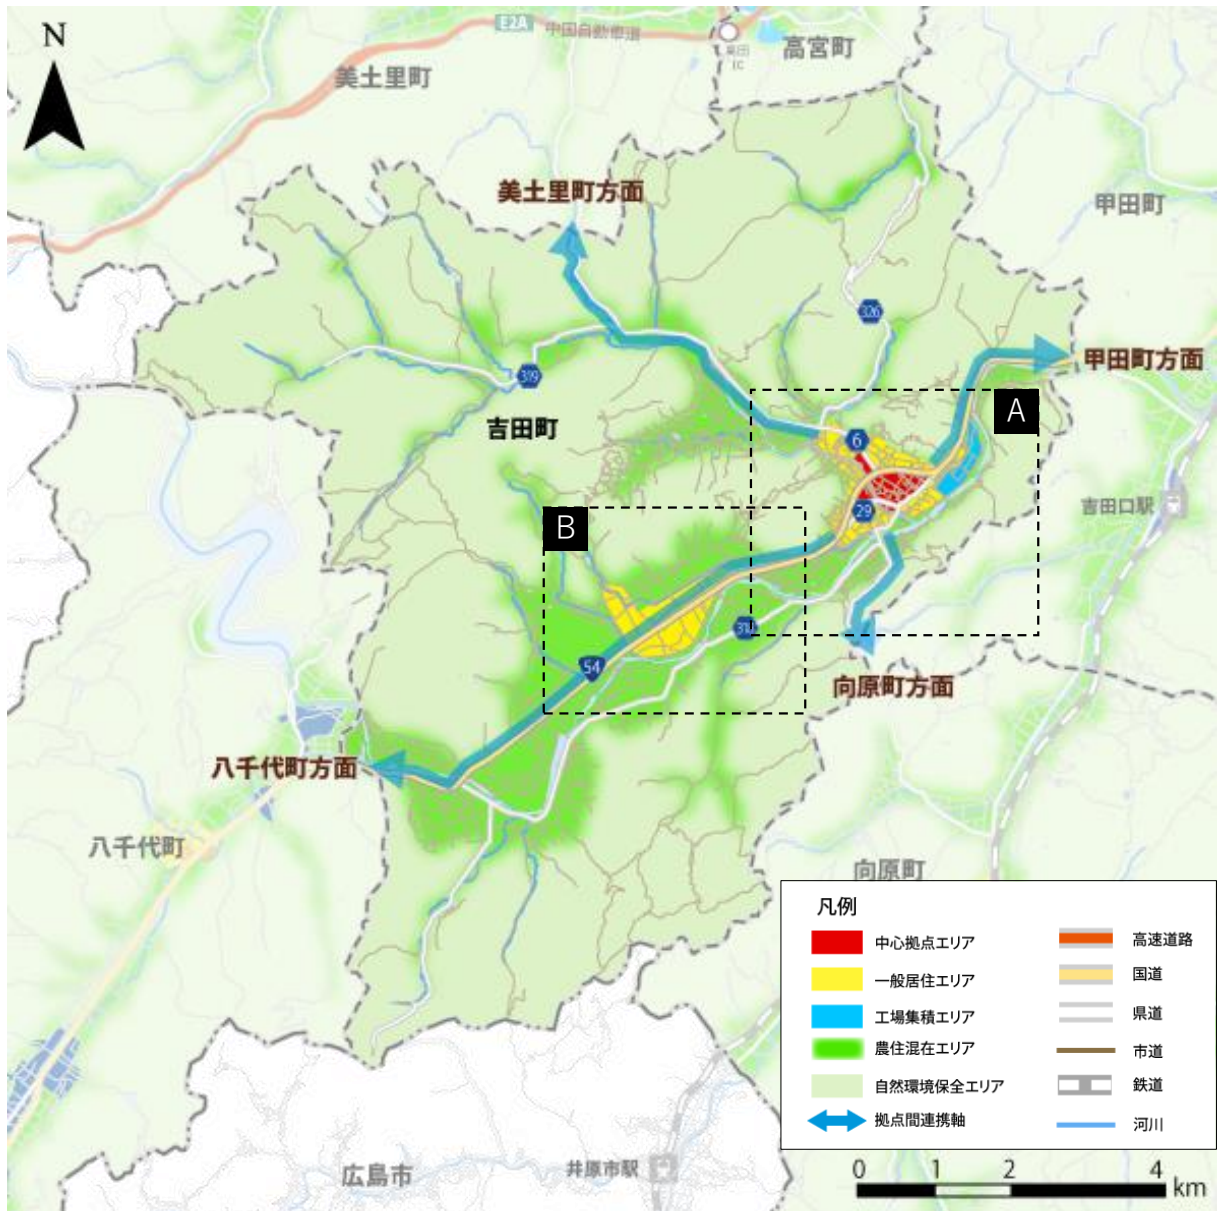 N
E2A
中国自動車道
高田
IC
高宮町
美土里町
美土里町方面
甲田町
326
甲田町方面
319
A
吉田町
6
吉田口駅
29
B
54
向原町方面
八千代町方面
八千代町
向原町
凡例
中心拠点エリア
一般居住エリア
工場集積エリア
農住混在エリア
自然環境保全エリア
拠点間連携軸
高速道路
国道
県道
市道
鉄道
河川
広島市
井原市駅
0 1 2 4 km